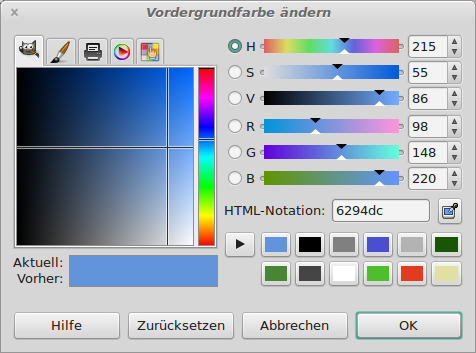 Vordergrundfarbe ändern
H 215
S 55
V 86
R 98
G 148
B 220
HTML-Notation: 6294dc
Aktuell:
Vorher:
Hilfe Zurücksetzen Abbrechen OK